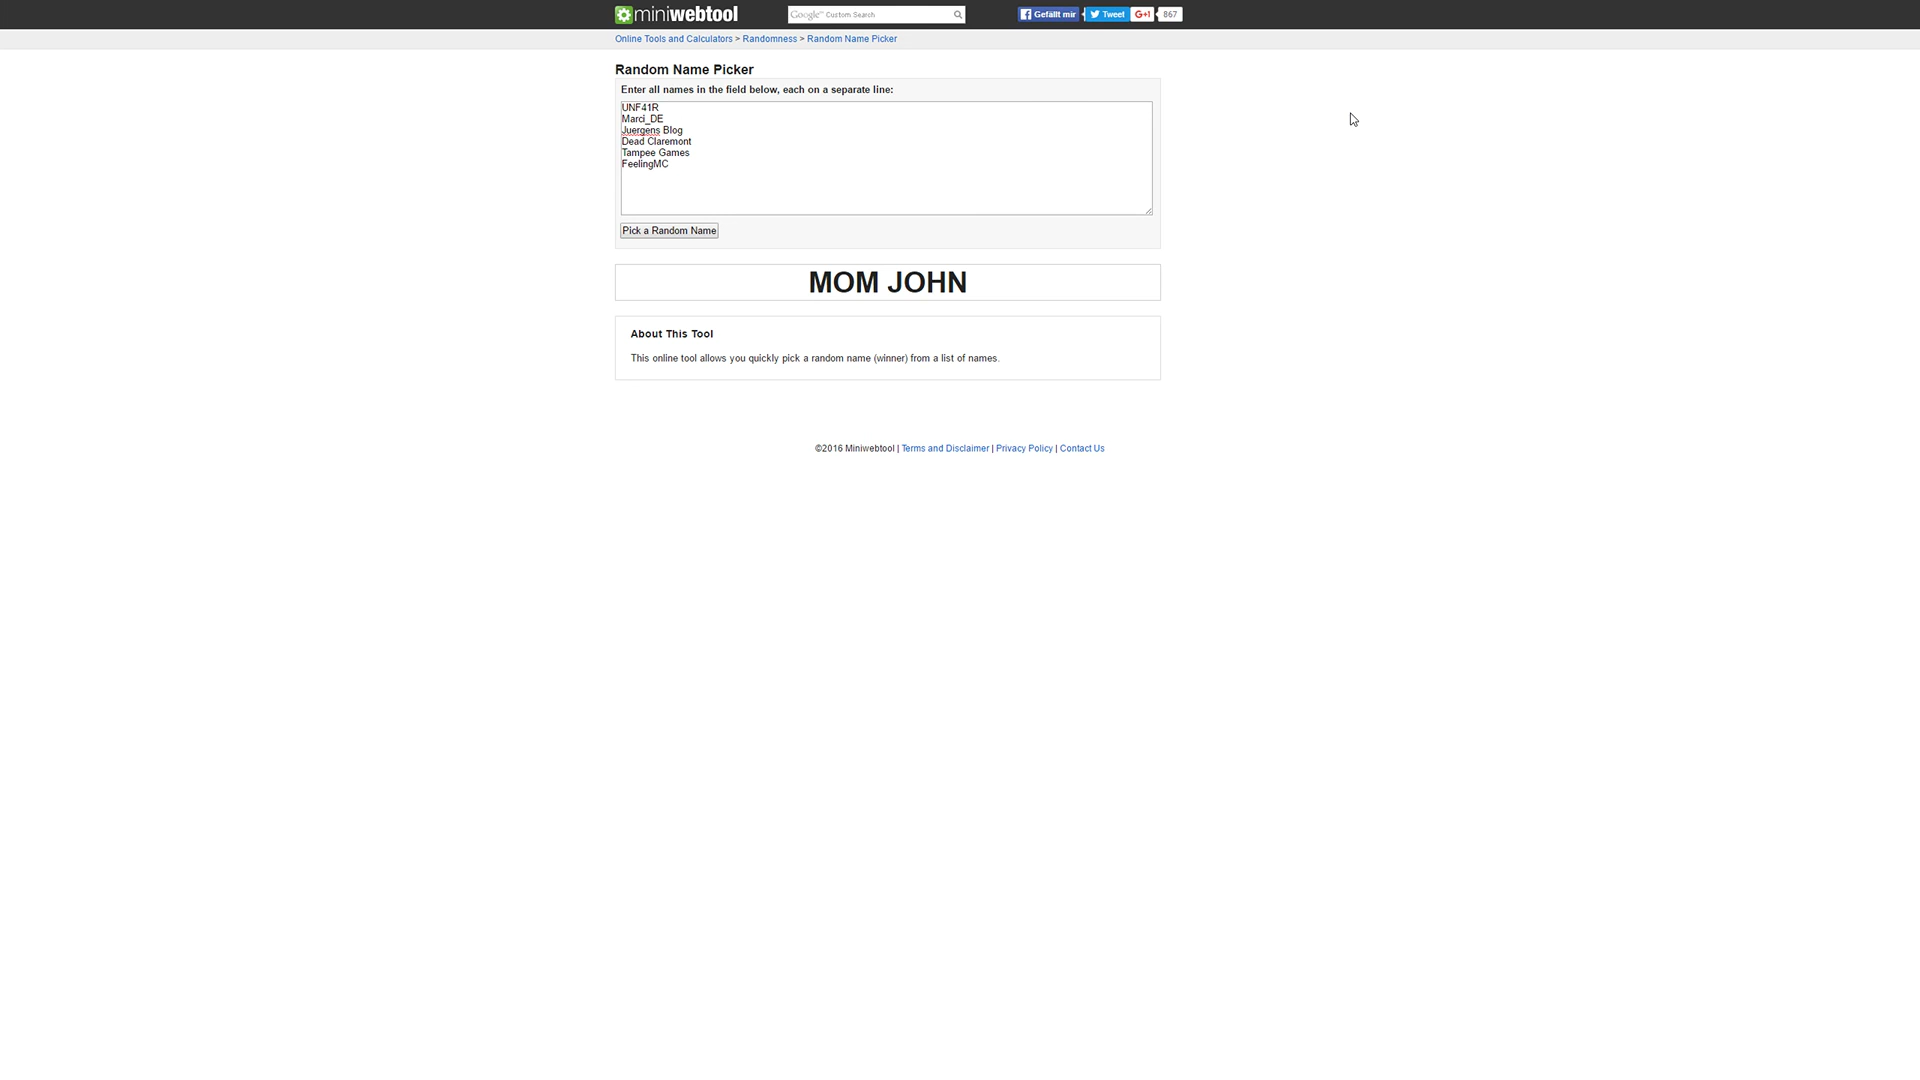 miniwebtool
Google™ Custom Search
Gefällt mir
Tweet
G+1
867
Online Tools and Calculators > Randomness > Random Name Picker
Random Name Picker
Enter all names in the field below, each on a separate line:
UNF41R
Marci_DE
Juergens Blog
Dead Claremont
Tampee Games
FeelingMC
Pick a Random Name
MOM JOHN
About This Tool
This online tool allows you quickly pick a random name (winner) from a list of names.
©2016 Miniwebtool | Terms and Disclaimer | Privacy Policy | Contact Us